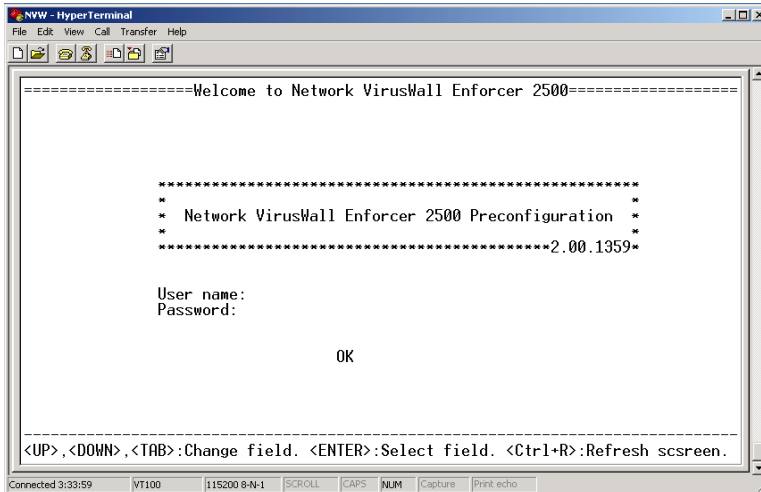 NVW - HyperTerminal
File Edit View Call Transfer Help
===================Welcome to Network VirusWall Enforcer 2500===================
******************************************************
* *
* Network VirusWall Enforcer 2500 Preconfiguration *
* *
********************************************2.00.1359*
User name:
Password:
OK
--------------------------------------------------------------------------------
<UP>,<DOWN>,<TAB>:Change field. <ENTER>:Select field. <Ctrl+R>:Refresh scsreen.
Connected 3:33:59 VT100 115200 8-N-1 SCROLL CAPS NUM Capture Print echo